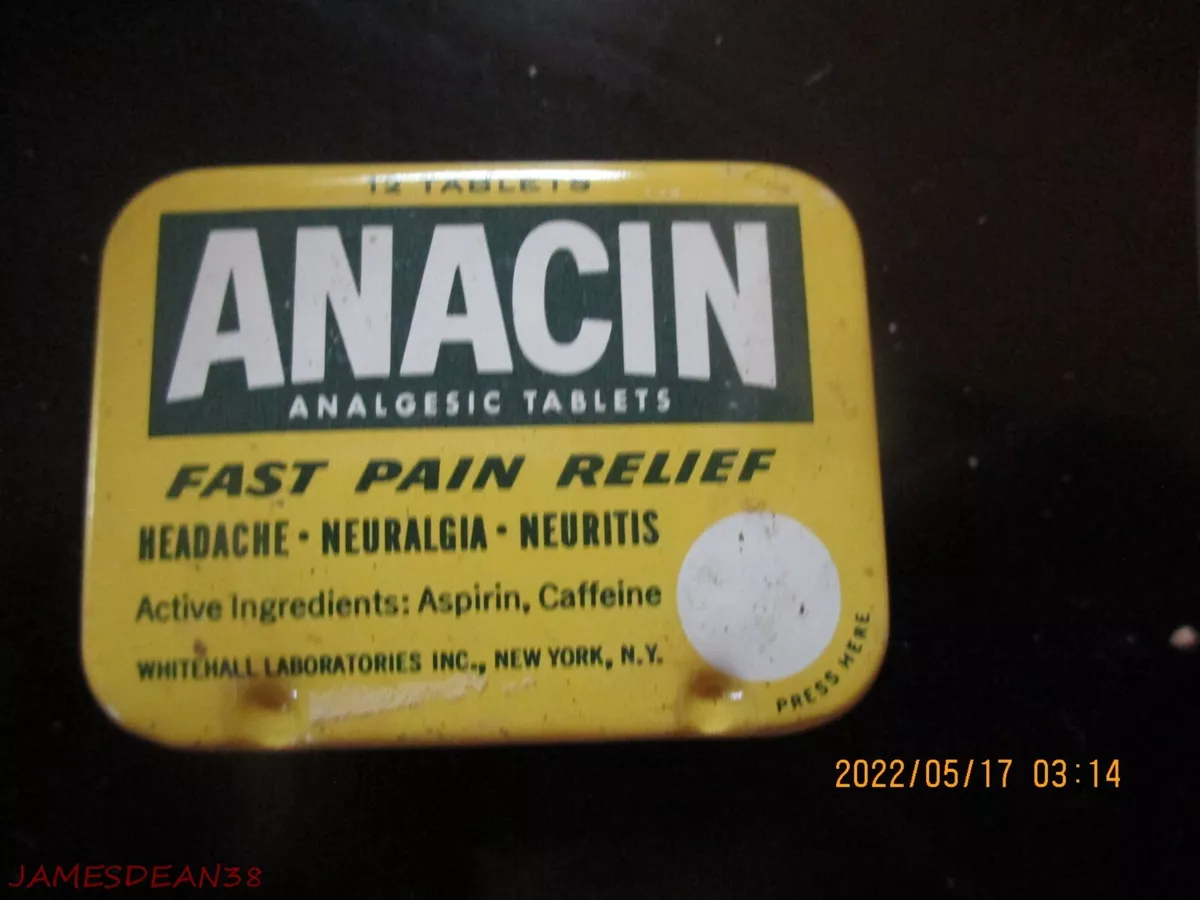 12 TABLETS
ANACIN
ANALGESIC TABLETS
FAST PAIN RELIEF
HEADACHE · NEURALGIA · NEURITIS
Active Ingredients: Aspirin, Caffeine
WHITEHALL LABORATORIES INC., NEW YORK, N.Y.
PRESS HERE
2022/05/17 03:14
JAMESDEAN38